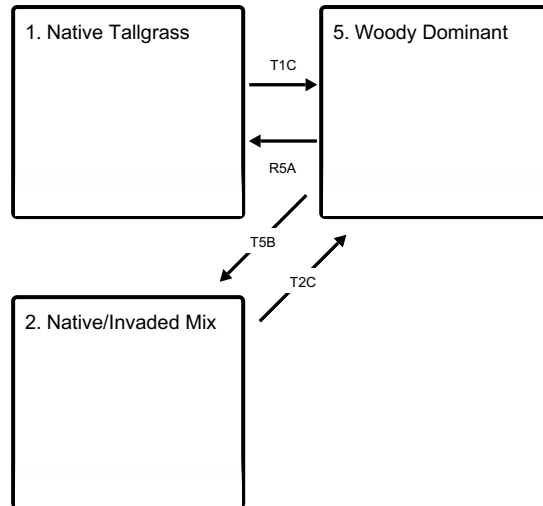 1. Native Tallgrass
5. Woody Dominant
T1C
R5A
T5B
T2C
2. Native/Invaded Mix